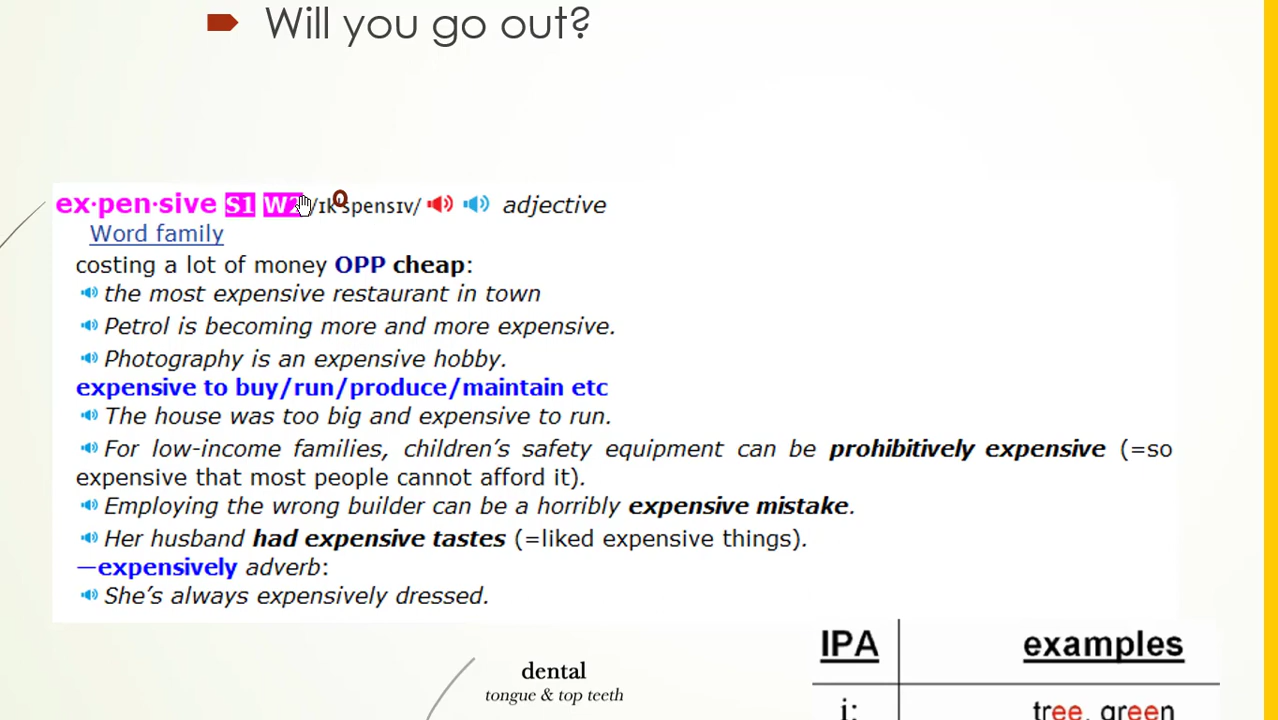 Will you go out?
ex·pen·sive S1 W2 /ɪkˈspensɪv/ adjective
Word family
costing a lot of money OPP cheap:
the most expensive restaurant in town
Petrol is becoming more and more expensive.
Photography is an expensive hobby.
expensive to buy/run/produce/maintain etc
The house was too big and expensive to run.
For low-income families, children’s safety equipment can be prohibitively expensive (=so
expensive that most people cannot afford it).
Employing the wrong builder can be a horribly expensive mistake.
Her husband had expensive tastes (=liked expensive things).
—expensively adverb:
She’s always expensively dressed.
IPA examples
dental
tongue & top teeth
i: tree, green